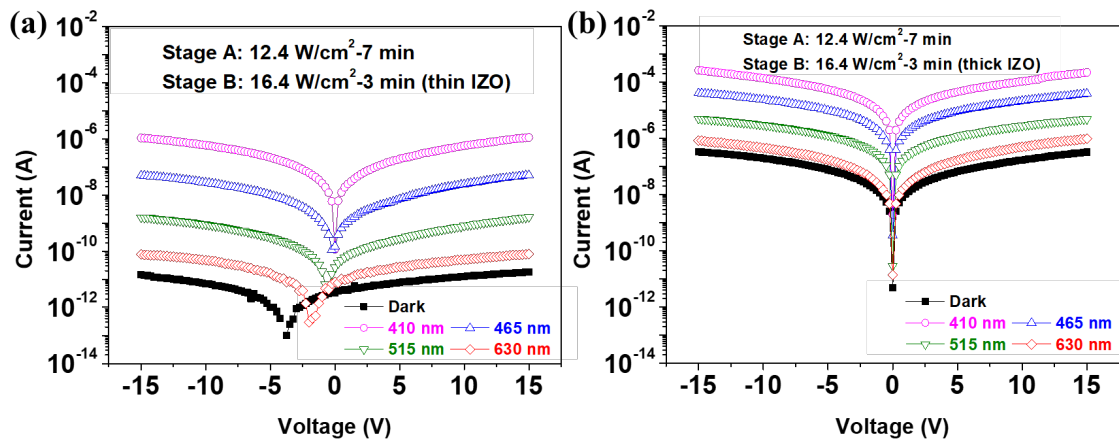 (a)
Stage A: 12.4 W/cm²-7 min
Stage B: 16.4 W/cm²-3 min (thin IZO)
Current (A)
10⁻²
10⁻⁴
10⁻⁶
10⁻⁸
10⁻¹⁰
10⁻¹²
10⁻¹⁴
Dark
410 nm
465 nm
515 nm
630 nm
-15 -10 -5 0 5 10 15
Voltage (V)
(b)
Stage A: 12.4 W/cm²-7 min
Stage B: 16.4 W/cm²-3 min (thick IZO)
Current (A)
10⁻²
10⁻⁴
10⁻⁶
10⁻⁸
10⁻¹⁰
10⁻¹²
10⁻¹⁴
Dark
410 nm
465 nm
515 nm
630 nm
-15 -10 -5 0 5 10 15
Voltage (V)